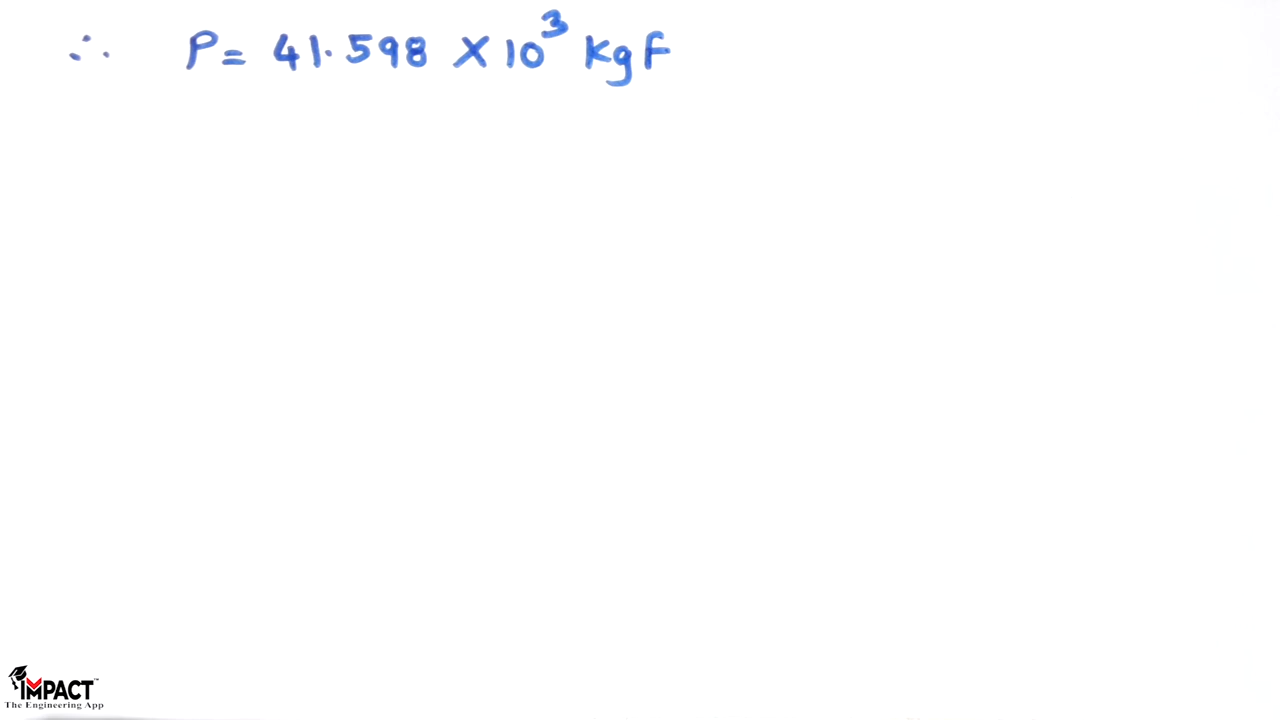 ∴ P = 41.598 X 10³ KgF
IMPACT™
The Engineering App